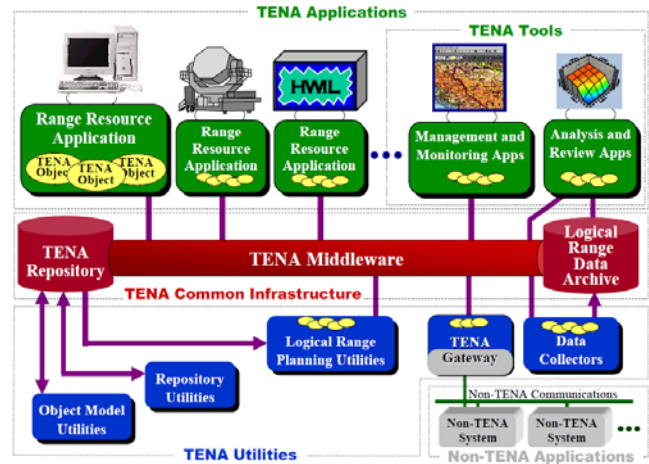 TENA Applications
TENA Tools
HWIL
Range Resource
Application
TENA
Object
TENA
Object
TENA
Object
Range
Resource
Application
Range
Resource
Application
Management and
Monitoring Apps
Analysis and
Review Apps
TENA
Repository
TENA Middleware
Logical
Range
Data
Archive
TENA Common Infrastructure
Logical Range
Planning Utilities
TENA
Gateway
Data
Collectors
Repository
Utilities
Object Model
Utilities
Non-TENA Communications
Non-TENA
System
Non-TENA
System
TENA Utilities
Non-TENA Applications